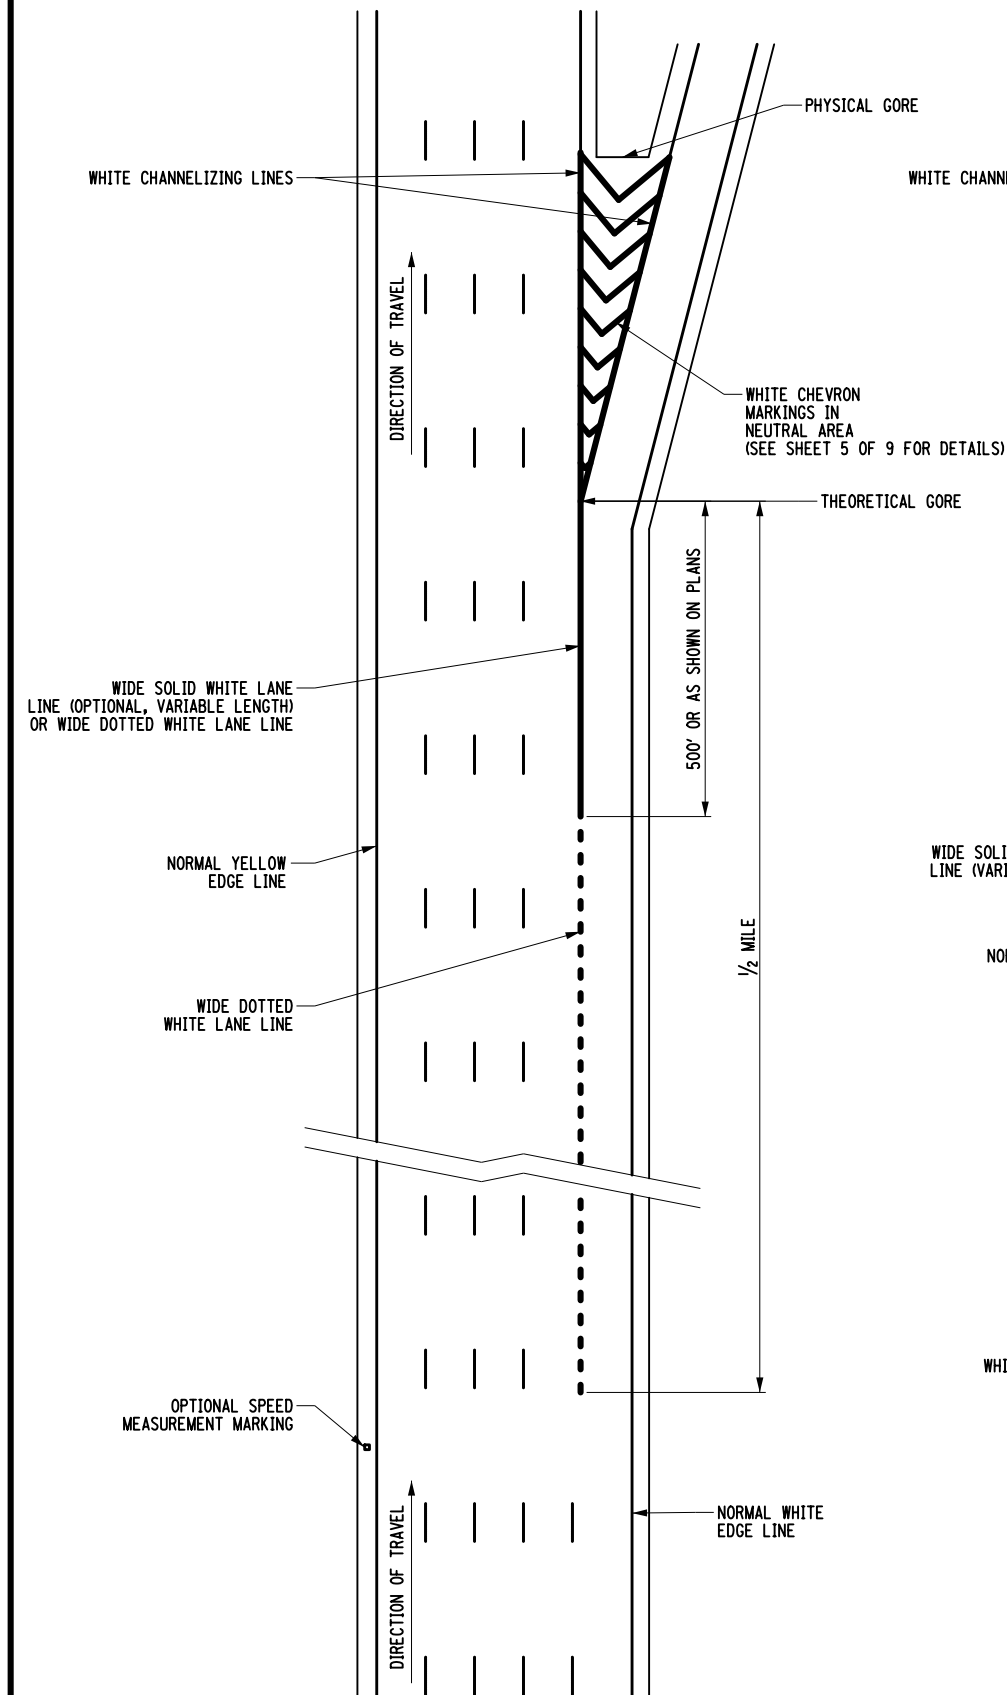 PHYSICAL GORE
WHITE CHANNELIZING LINES
WHITE CHANN
DIRECTION OF TRAVEL
WHITE CHEVRON
MARKINGS IN
NEUTRAL AREA
(SEE SHEET 5 OF 9 FOR DETAILS)
THEORETICAL GORE
500' OR AS SHOWN ON PLANS
WIDE SOLID WHITE LANE
LINE (OPTIONAL, VARIABLE LENGTH)
OR WIDE DOTTED WHITE LANE LINE
NORMAL YELLOW
EDGE LINE
WIDE SOLI
LINE (VARI
1/2 MILE
NOR
WIDE DOTTED
WHITE LANE LINE
WHI
OPTIONAL SPEED
MEASUREMENT MARKING
DIRECTION OF TRAVEL
NORMAL WHITE
EDGE LINE